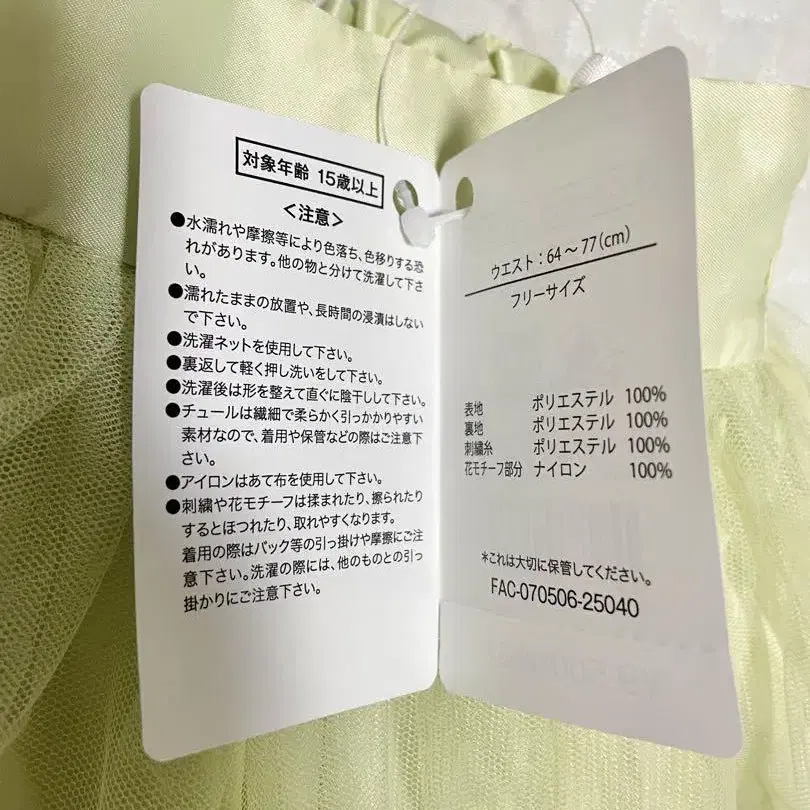 対象年齢 15歳以上
＜注意＞
●水濡れや摩擦等により色落ち、色移りする恐
れがあります。他の物と分けて洗濯して下さ
い。
●濡れたままの放置や、長時間の浸漬はしない
で下さい。
●洗濯ネットを使用して下さい。
●裏返して軽く押し洗いをして下さい。
●洗濯後は形を整えて直ぐに陰干しして下さい。
●チュールは繊細で柔らかく引っかかりやすい
素材なので、着用や保管などの際はご注意下
さい。
●アイロンはあて布を使用して下さい。
●刺繍や花モチーフは揉まれたり、擦られたり
するとほつれたり、取れやすくなります。
着用の際はバック等の引っ掛けや摩擦にご注
意下さい。洗濯の際には、他のものとの引っ
掛かりにご注意下さい。
ウエスト：64～77(cm)
フリーサイズ
表地 ポリエステル 100%
裏地 ポリエステル 100%
刺繍糸 ポリエステル 100%
花モチーフ部分 ナイロン 100%
＊これは大切に保管してください。
FAC-070506-25040